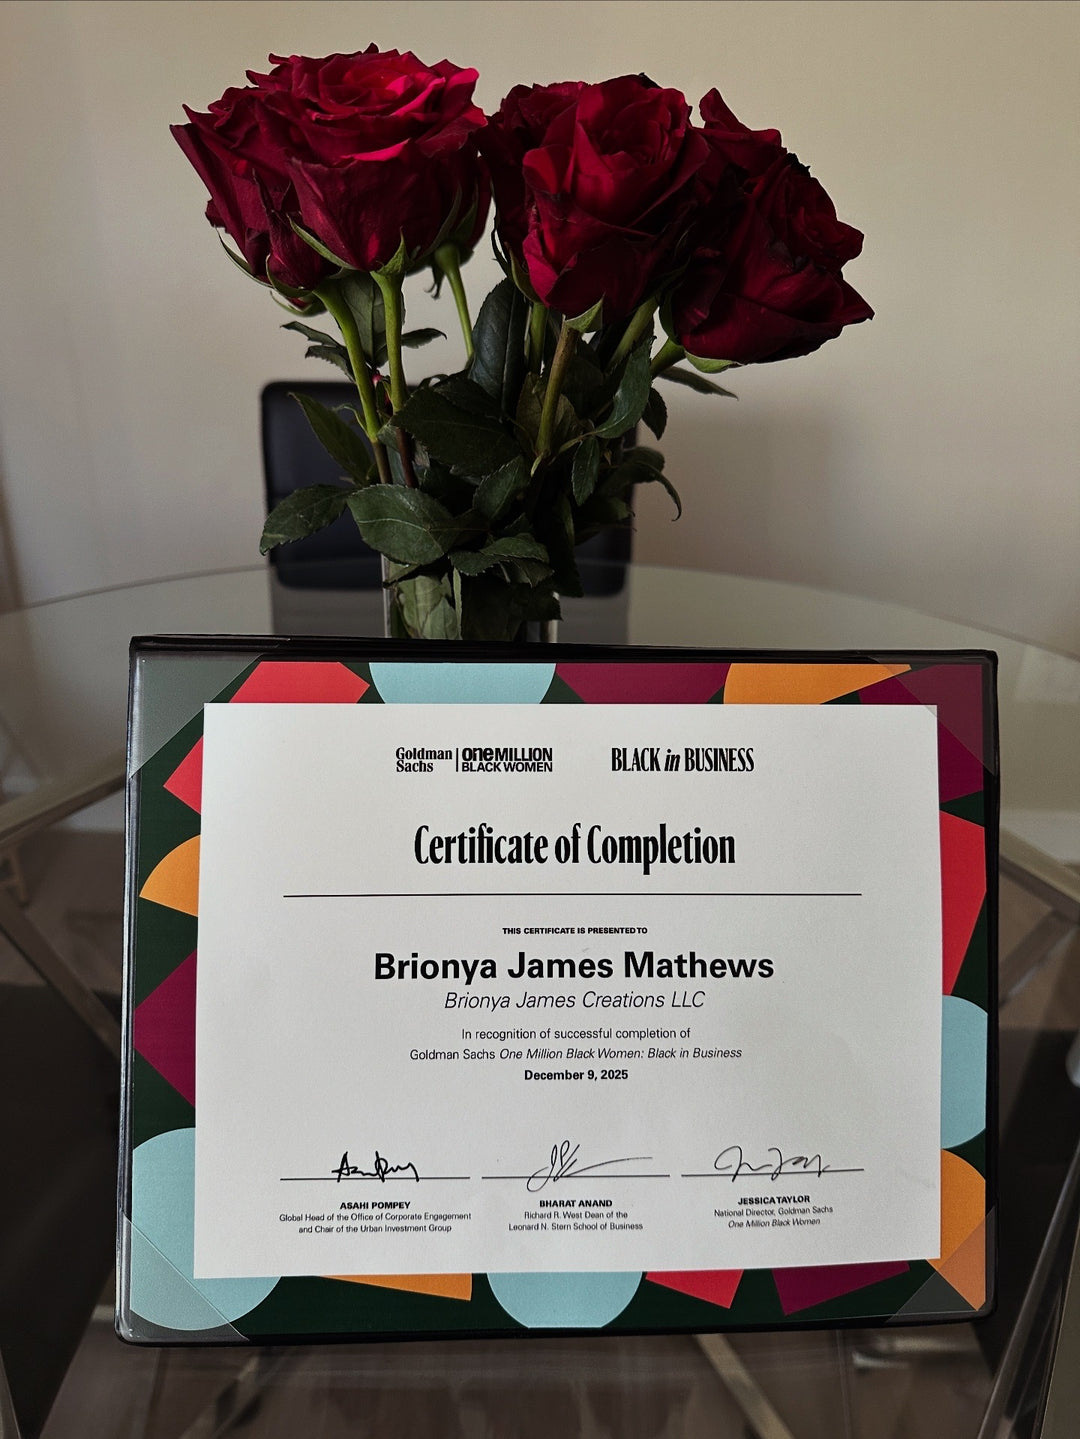 Goldman Sachs | oneMILLION BLACK WOMEN
BLACK in BUSINESS
Certificate of Completion
THIS CERTIFICATE IS PRESENTED TO
Brionya James Mathews
Brionya James Creations LLC
In recognition of successful completion of
Goldman Sachs One Million Black Women: Black in Business
December 9, 2025
ASAHI POMPEY
Global Head of the Office of Corporate Engagement
and Chair of the Urban Investment Group
BHARAT ANAND
Richard R. West Dean of the
Leonard N. Stern School of Business
JESSICA TAYLOR
National Director, Goldman Sachs
One Million Black Women